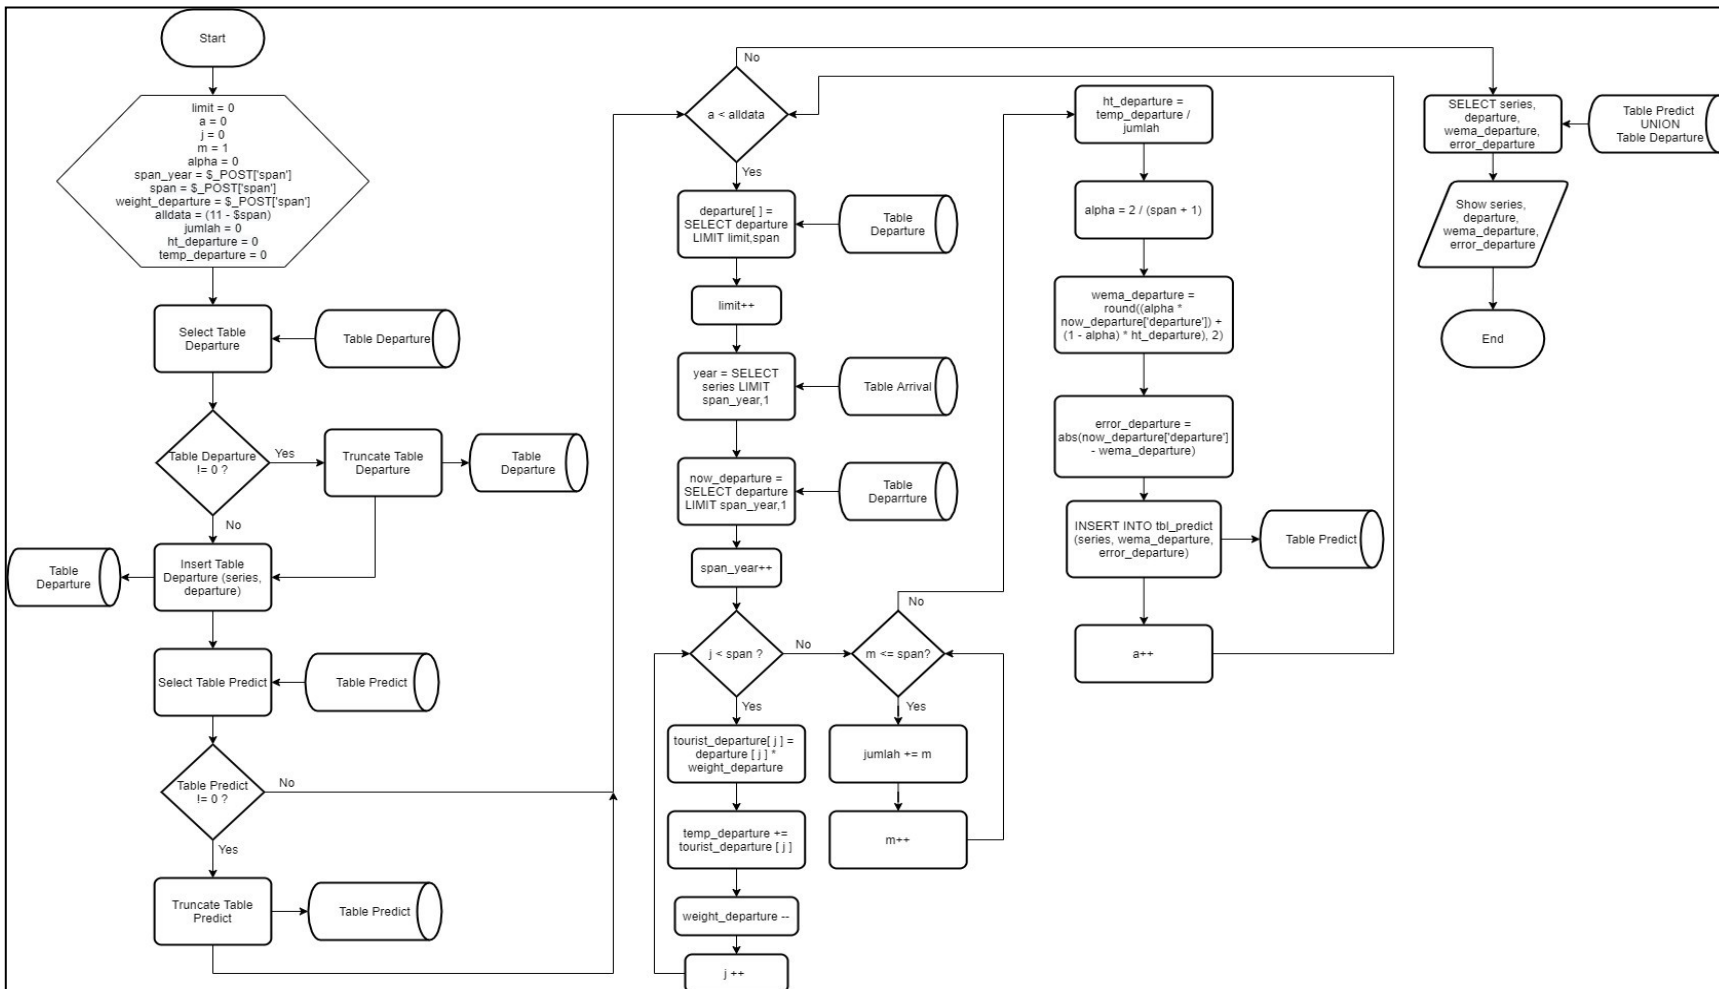 Start
limit = 0
a = 0
j = 0
m = 1
alpha = 0
span_year = $_POST['span']
span = $_POST['span']
weight_departure = $_POST['span']
alldata = (11 - $span)
jumlah = 0
ht_departure = 0
temp_departure = 0
Select Table
Departure
Table Departure
Table Departure
!= 0 ?
Yes
Truncate Table
Departure
Table
Departure
No
Insert Table
Departure (series,
departure)
Table
Departure
Select Table Predict
Table Predict
Table Predict
!= 0 ?
No
Yes
Truncate Table
Predict
Table Predict
a < alldata
No
Yes
departure[ ] =
SELECT departure
LIMIT limit,span
Table
Departure
limit++
year = SELECT
series LIMIT
span_year,1
Table Arrival
now_departure =
SELECT departure
LIMIT span_year,1
Table
Deparrture
span_year++
j < span ?
No
Yes
tourist_departure[ j ] =
departure [ j ] *
weight_departure
temp_departure +=
tourist_departure [ j ]
weight_departure --
j ++
m <= span?
No
Yes
jumlah += m
m++
ht_departure =
temp_departure /
jumlah
alpha = 2 / (span + 1)
wema_departure =
round((alpha *
now_departure['departure']) +
(1 - alpha) * ht_departure), 2)
error_departure =
abs(now_departure['departure']
- wema_departure)
INSERT INTO tbl_predict
(series, wema_departure,
error_departure)
Table Predict
a++
SELECT series,
departure,
wema_departure,
error_departure
Table Predict
UNION
Table Departure
Show series,
departure,
wema_departure,
error_departure
End